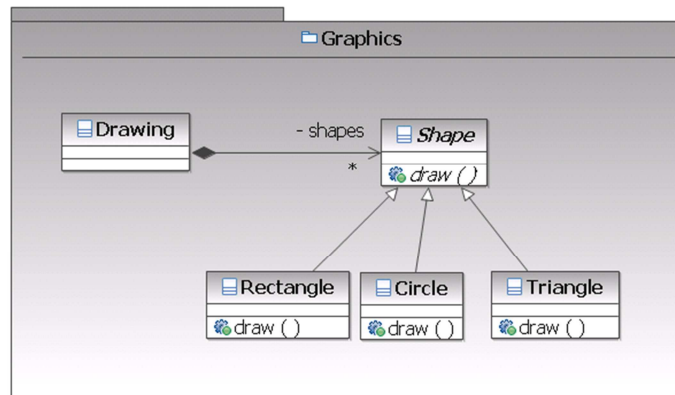 Graphics
Drawing
- shapes
*
Shape
draw ( )
Rectangle
draw ( )
Circle
draw ( )
Triangle
draw ( )